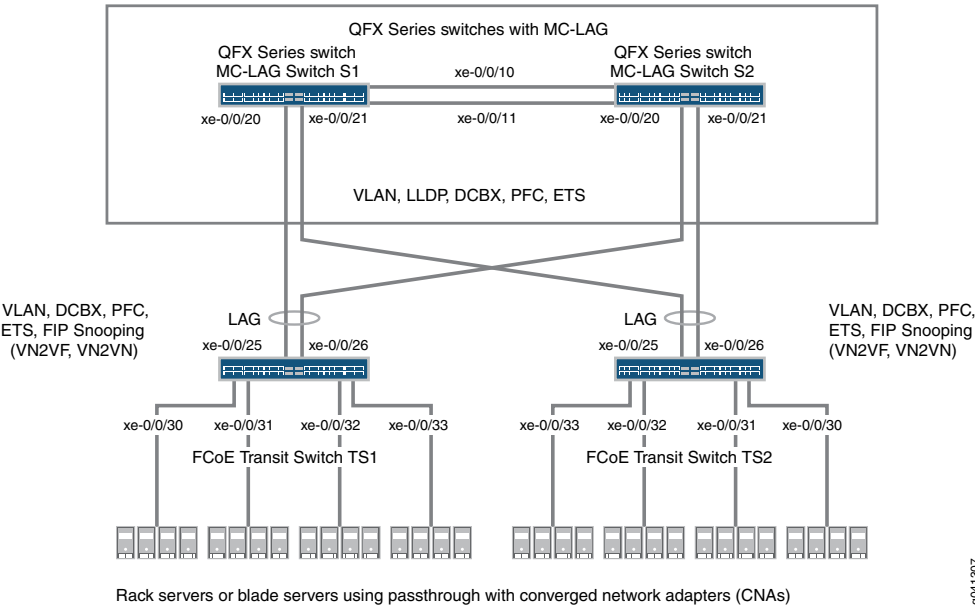 QFX Series switches with MC-LAG
QFX Series switch
MC-LAG Switch S1
QFX Series switch
MC-LAG Switch S2
xe-0/0/10
xe-0/0/20
xe-0/0/21
xe-0/0/11
xe-0/0/20
xe-0/0/21
VLAN, LLDP, DCBX, PFC, ETS
VLAN, DCBX, PFC,
ETS, FIP Snooping
(VN2VF, VN2VN)
LAG
LAG
VLAN, DCBX, PFC,
ETS, FIP Snooping
(VN2VF, VN2VN)
xe-0/0/25
xe-0/0/26
xe-0/0/25
xe-0/0/26
xe-0/0/30
xe-0/0/31
xe-0/0/32
xe-0/0/33
xe-0/0/33
xe-0/0/32
xe-0/0/31
xe-0/0/30
FCoE Transit Switch TS1
FCoE Transit Switch TS2
Rack servers or blade servers using passthrough with converged network adapters (CNAs)